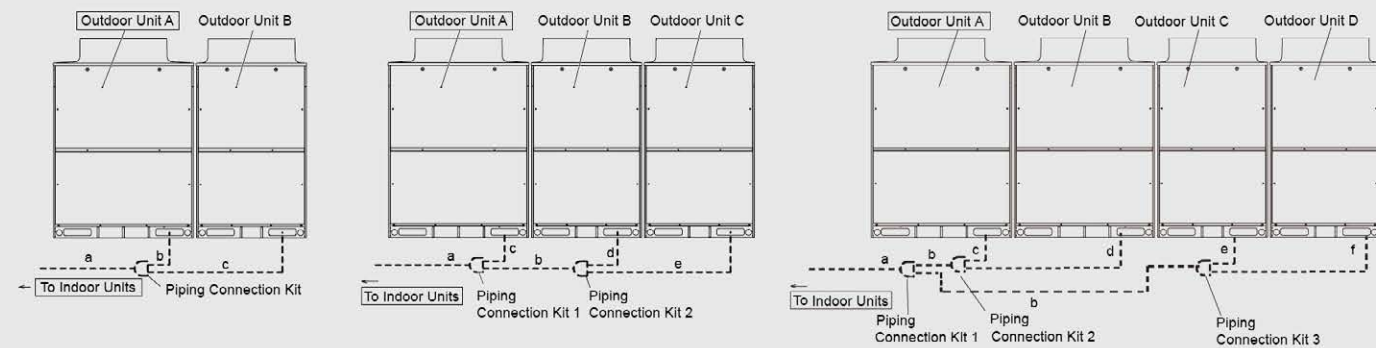 Outdoor Unit A
Outdoor Unit B
a
b
c
← To Indoor Units
Piping Connection Kit
Outdoor Unit A
Outdoor Unit B
Outdoor Unit C
a
c
b
d
e
← To Indoor Units
Piping
Connection Kit 1
Piping
Connection Kit 2
Outdoor Unit A
Outdoor Unit B
Outdoor Unit C
Outdoor Unit D
a
b
c
d
e
f
b
← To Indoor Units
Piping
Connection Kit 1
Piping
Connection Kit 2
Piping
Connection Kit 3